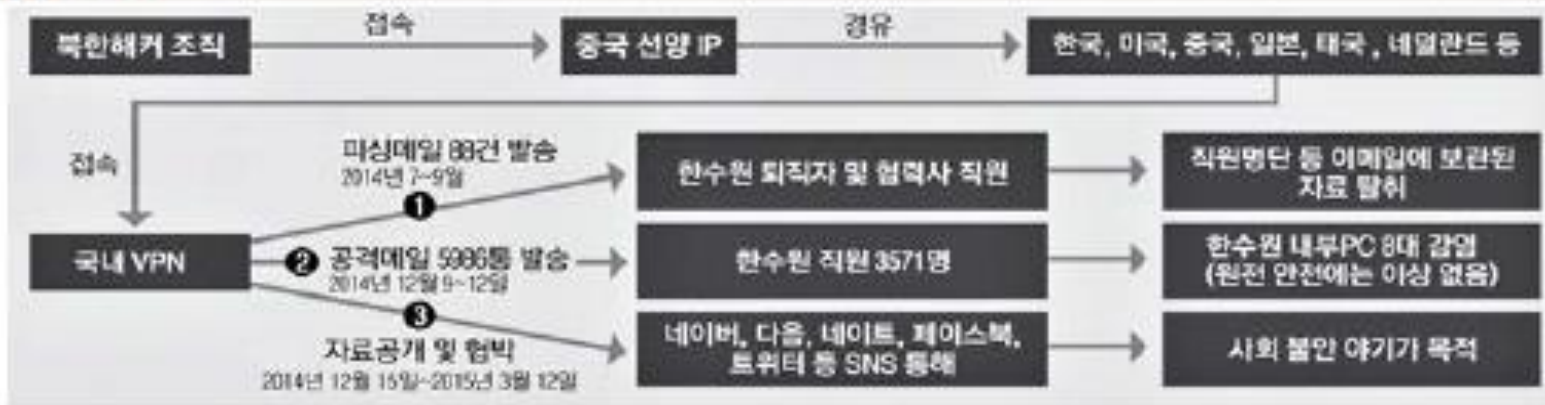 북한해커 조직
접속
중국 선양 IP
경유
한국, 미국, 중국, 일본, 태국, 네덜란드 등
접속
국내 VPN
피싱메일 88건 발송
2014년 7~9월
1
한수원 퇴직자 및 협력사 직원
직원명단 등 이메일에 보관된
자료 탈취
2 공격메일 5986통 발송
2014년 12월 9~12일
한수원 직원 3571명
한수원 내부PC 8대 감염
(원전 안전에는 이상 없음)
3
자료공개 및 협박
2014년 12월 15일~2015년 3월 12일
네이버, 다음, 네이트, 페이스북,
트위터 등 SNS 통해
사회 불안 야기가 목적